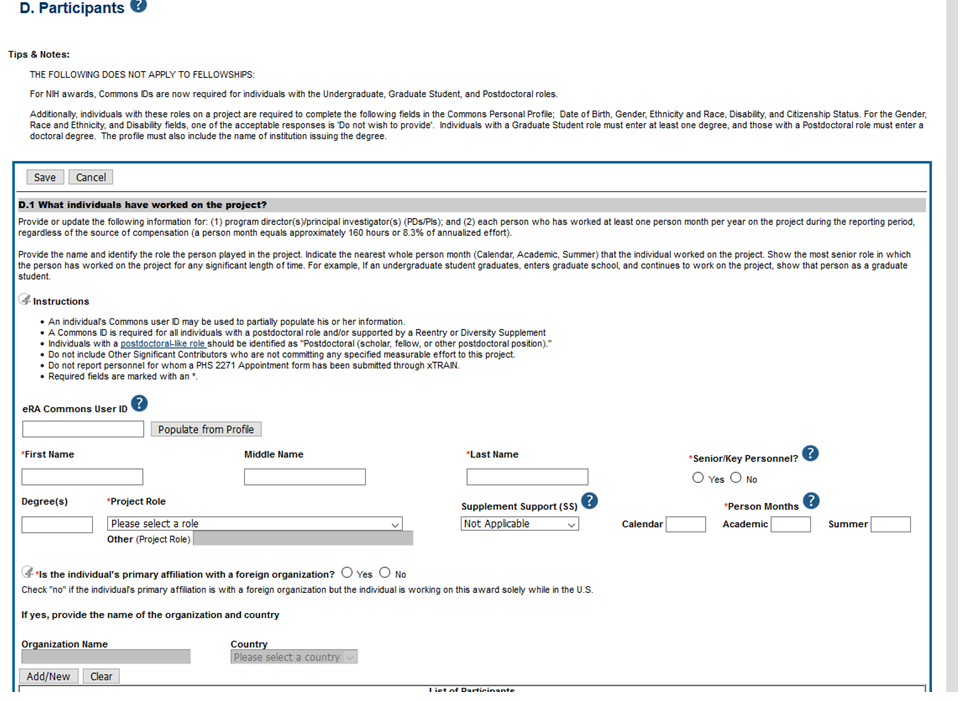 D. Participants ?
Tips & Notes:
THE FOLLOWING DOES NOT APPLY TO FELLOWSHIPS:
For NIH awards, Commons IDs are now required for individuals with the Undergraduate, Graduate Student, and Postdoctoral roles.
Additionally, individuals with these roles on a project are required to complete the following fields in the Commons Personal Profile; Date of Birth, Gender, Ethnicity and Race, Disability, and Citizenship Status. For the Gender,
Race and Ethnicity, and Disability fields, one of the acceptable responses is 'Do not wish to provide'. Individuals with a Graduate Student role must enter at least one degree, and those with a Postdoctoral role must enter a
doctoral degree. The profile must also include the name of institution issuing the degree.
Save Cancel
D.1 What individuals have worked on the project?
Provide or update the following information for: (1) program director(s)/principal investigator(s) (PDs/PIs); and (2) each person who has worked at least one person month per year on the project during the reporting period,
regardless of the source of compensation (a person month equals approximately 160 hours or 8.3% of annualized effort).
Provide the name and identify the role the person played in the project. Indicate the nearest whole person month (Calendar, Academic, Summer) that the individual worked on the project. Show the most senior role in which
the person has worked on the project for any significant length of time. For example, If an undergraduate student graduates, enters graduate school, and continues to work on the project, show that person as a graduate
student.
Instructions
• An individual's Commons user ID may be used to partially populate his or her information.
• A Commons ID is required for all individuals with a postdoctoral role and/or supported by a Reentry or Diversity Supplement
• Individuals with a postdoctoral-like role should be identified as "Postdoctoral (scholar, fellow, or other postdoctoral position)."
• Do not include Other Significant Contributors who are not committing any specified measurable effort to this project.
• Do not report personnel for whom a PHS 2271 Appointment form has been submitted through xTRAIN.
• Required fields are marked with an *.
eRA Commons User ID ?
Populate from Profile
*First Name Middle Name *Last Name *Senior/Key Personnel? ?
Yes No
Degree(s) *Project Role Supplement Support (SS) ? *Person Months ?
Please select a role Not Applicable Calendar Academic Summer
Other (Project Role)
*Is the individual's primary affiliation with a foreign organization? Yes No
Check "no" if the individual's primary affiliation is with a foreign organization but the individual is working on this award solely while in the U.S.
If yes, provide the name of the organization and country
Organization Name Country
Please select a country
Add/New Clear
List of Participants